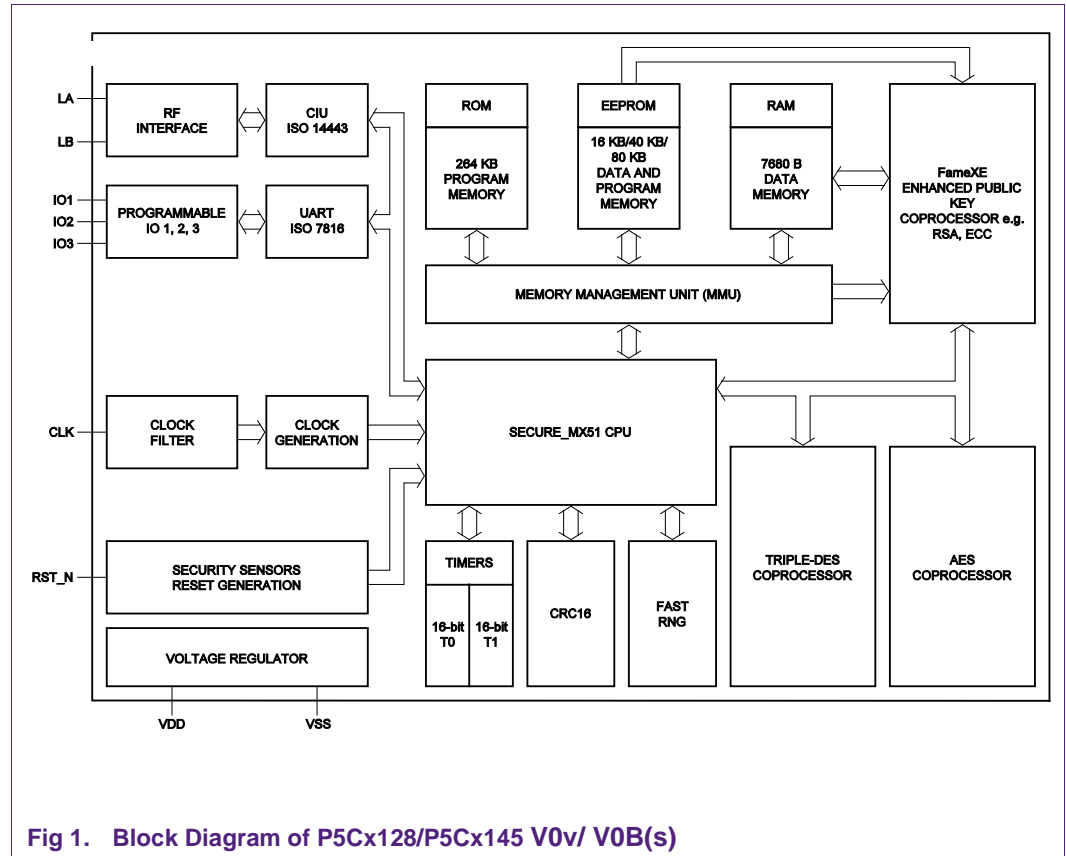 LA
LB
RF
INTERFACE
CIU
ISO 14443
IO1
IO2
IO3
PROGRAMMABLE
IO 1, 2, 3
UART
ISO 7816
ROM
264 KB
PROGRAM
MEMORY
EEPROM
16 KB/40 KB/
80 KB
DATA AND
PROGRAM
MEMORY
RAM
7680 B
DATA
MEMORY
FameXE
ENHANCED PUBLIC
KEY
COPROCESSOR e.g.
RSA, ECC
MEMORY MANAGEMENT UNIT (MMU)
CLK
CLOCK
FILTER
CLOCK
GENERATION
SECURE_MX51 CPU
RST_N
SECURITY SENSORS
RESET GENERATION
VOLTAGE REGULATOR
VDD
VSS
TIMERS
16-bit
T0
16-bit
T1
CRC16
FAST
RNG
TRIPLE-DES
COPROCESSOR
AES
COPROCESSOR
Fig 1. Block Diagram of P5Cx128/P5Cx145 V0v/ V0B(s)